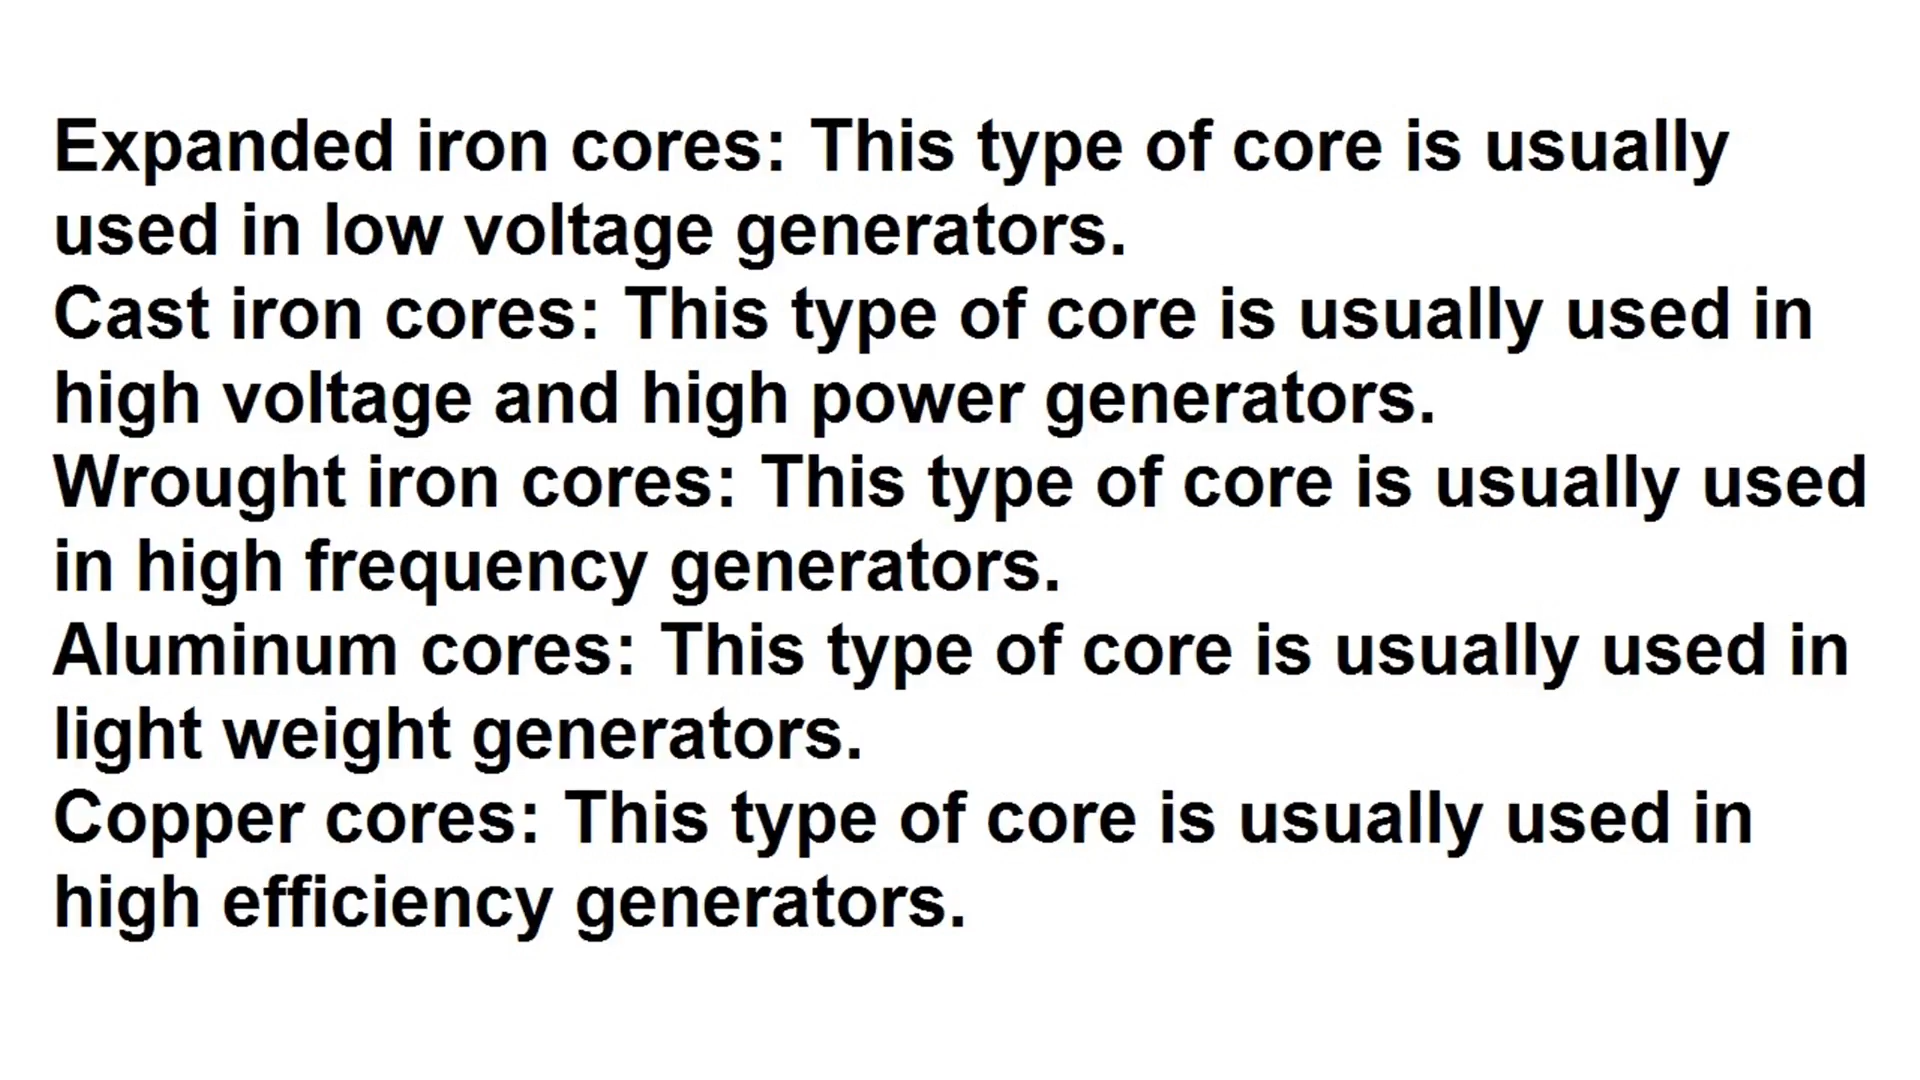 Expanded iron cores: This type of core is usually
used in low voltage generators.
Cast iron cores: This type of core is usually used in
high voltage and high power generators.
Wrought iron cores: This type of core is usually used
in high frequency generators.
Aluminum cores: This type of core is usually used in
light weight generators.
Copper cores: This type of core is usually used in
high efficiency generators.